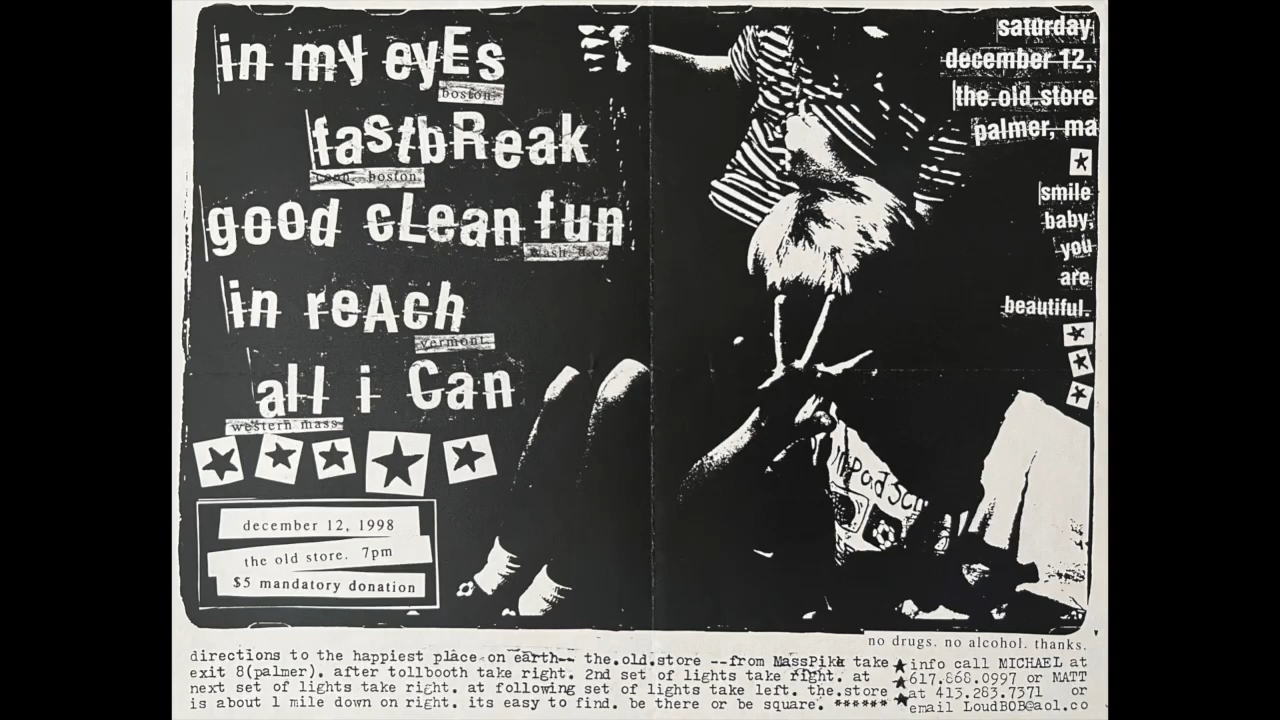 in my eyEs
boston.
fastbReak
conn. boston.
good cLean fun
wash. d.c.
in reAch
vermont.
all i Can
western mass
december 12, 1998
the old store. 7pm
$5 mandatory donation
saturday
december 12,
the.old.store
palmer, ma
smile
baby,
you
are
beautiful.
no drugs. no alcohol. thanks.
directions to the happiest place on earth-- the.old.store --from MassPike take
exit 8(palmer). after tollbooth take right. 2nd set of lights take right. at
next set of lights take right. at following set of lights take left. the.store
is about 1 mile down on right. its easy to find. be there or be square. ******
info call MICHAEL at
617.868.0997 or MATT
at 413.283.7371 or
email LoudBOB@aol.co